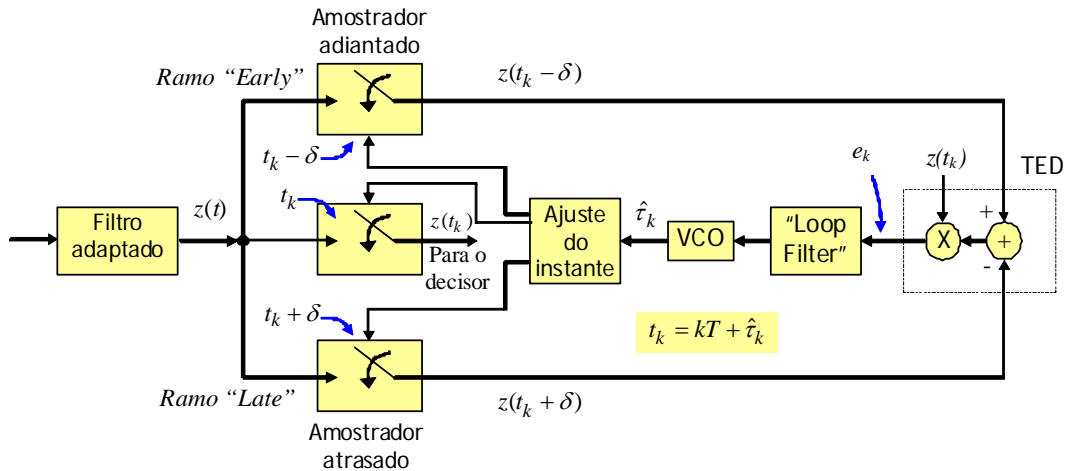 Amostrador
adiantado
Ramo “Early”
z(t_k − δ)
t_k − δ
e_k
z(t_k)
TED
t_k
z(t)
Filtro
adaptado
z(t_k)
Para o
decisor
Ajuste
do
instante
τ̂_k
VCO
“Loop
Filter”
X
+
+
-
t_k + δ
t_k = kT + τ̂_k
Ramo “Late”
z(t_k + δ)
Amostrador
atrasado